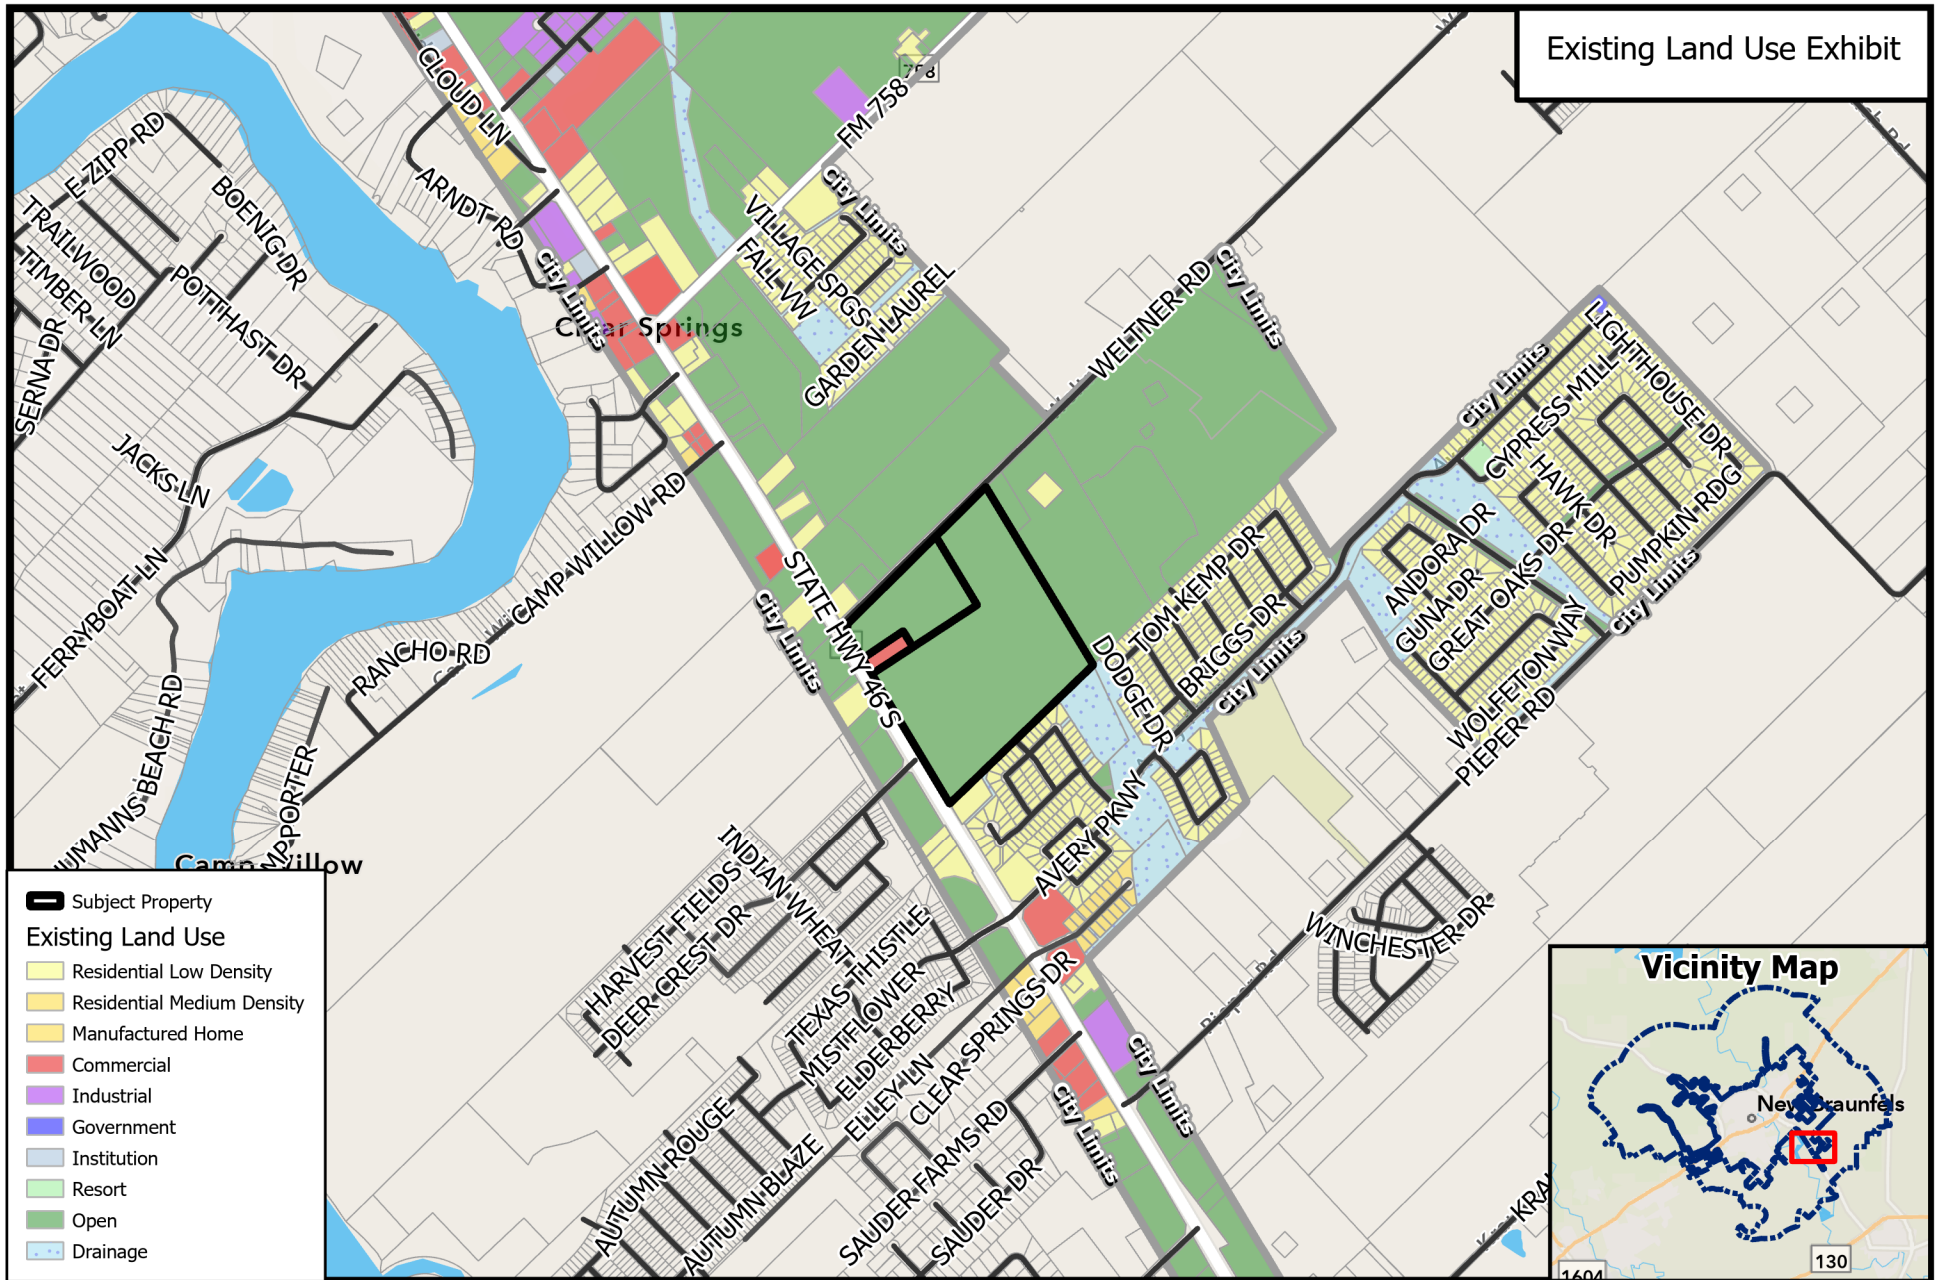 Existing Land Use Exhibit
CLOUD LN
758
FM 758
E ZIPP RD
BOENIG DR
ARNDT RD
City Limits
TRAILWOOD
TIMBER LN
VILLAGE SPGS
FALL VW
City Limits
GARDEN LAUREL
POTTHAST DR
SERNA DR
Springs
WELTNER RD
City Limits
LIGHTHOUSE DR
City Limits
CYPRESS MILL
HAWK DR
PUMPKIN RDG
JACKS LN
CAMP WILLOW RD
FERRYBOAT LN
STATE HWY 46 S
City Limits
TOM KEMP DR
BRIGGS DR
DODGE DR
ANDORA DR
GUNA DR
GREAT OAKS DR
WOLFETON WAY
City Limits
City Limits
PIEPER RD
RANCHO RD
BEACH RD
PORTER
Willow
AVERY PKWY
INDIAN WHEAT
HARVEST FIELDS
DEER CREST DR
TEXAS THISTLE
MISTFLOWER
ELDERBERRY
ELLEY LN
CLEAR SPRINGS DR
WINCHESTER DR
Pieper Rd
City Limits
City Limits
AUTUMN ROUGE
AUTUMN BLAZE
SAUDER FARMS RD
SAUDER DR
Subject Property
Existing Land Use
Residential Low Density
Residential Medium Density
Manufactured Home
Commercial
Industrial
Government
Institution
Resort
Open
Drainage
Vicinity Map
New Braunfels
130
1604